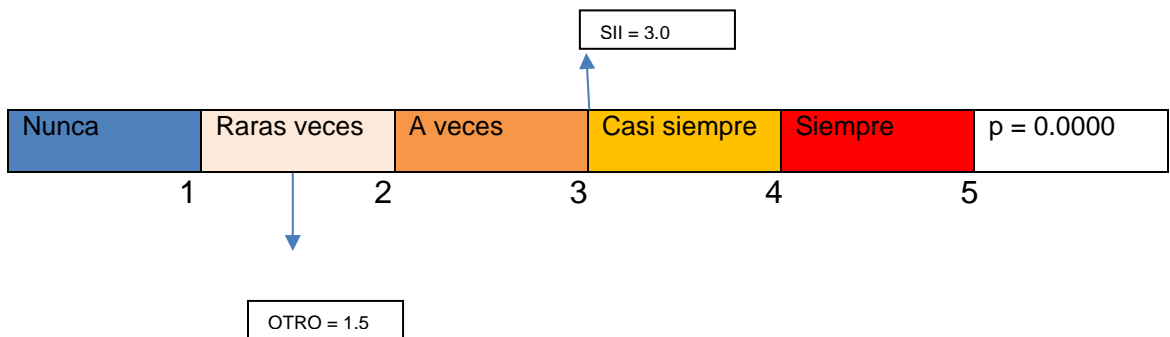 SII = 3.0
Nunca Raras veces A veces Casi siempre Siempre p = 0.0000
1 2 3 4 5
OTRO = 1.5